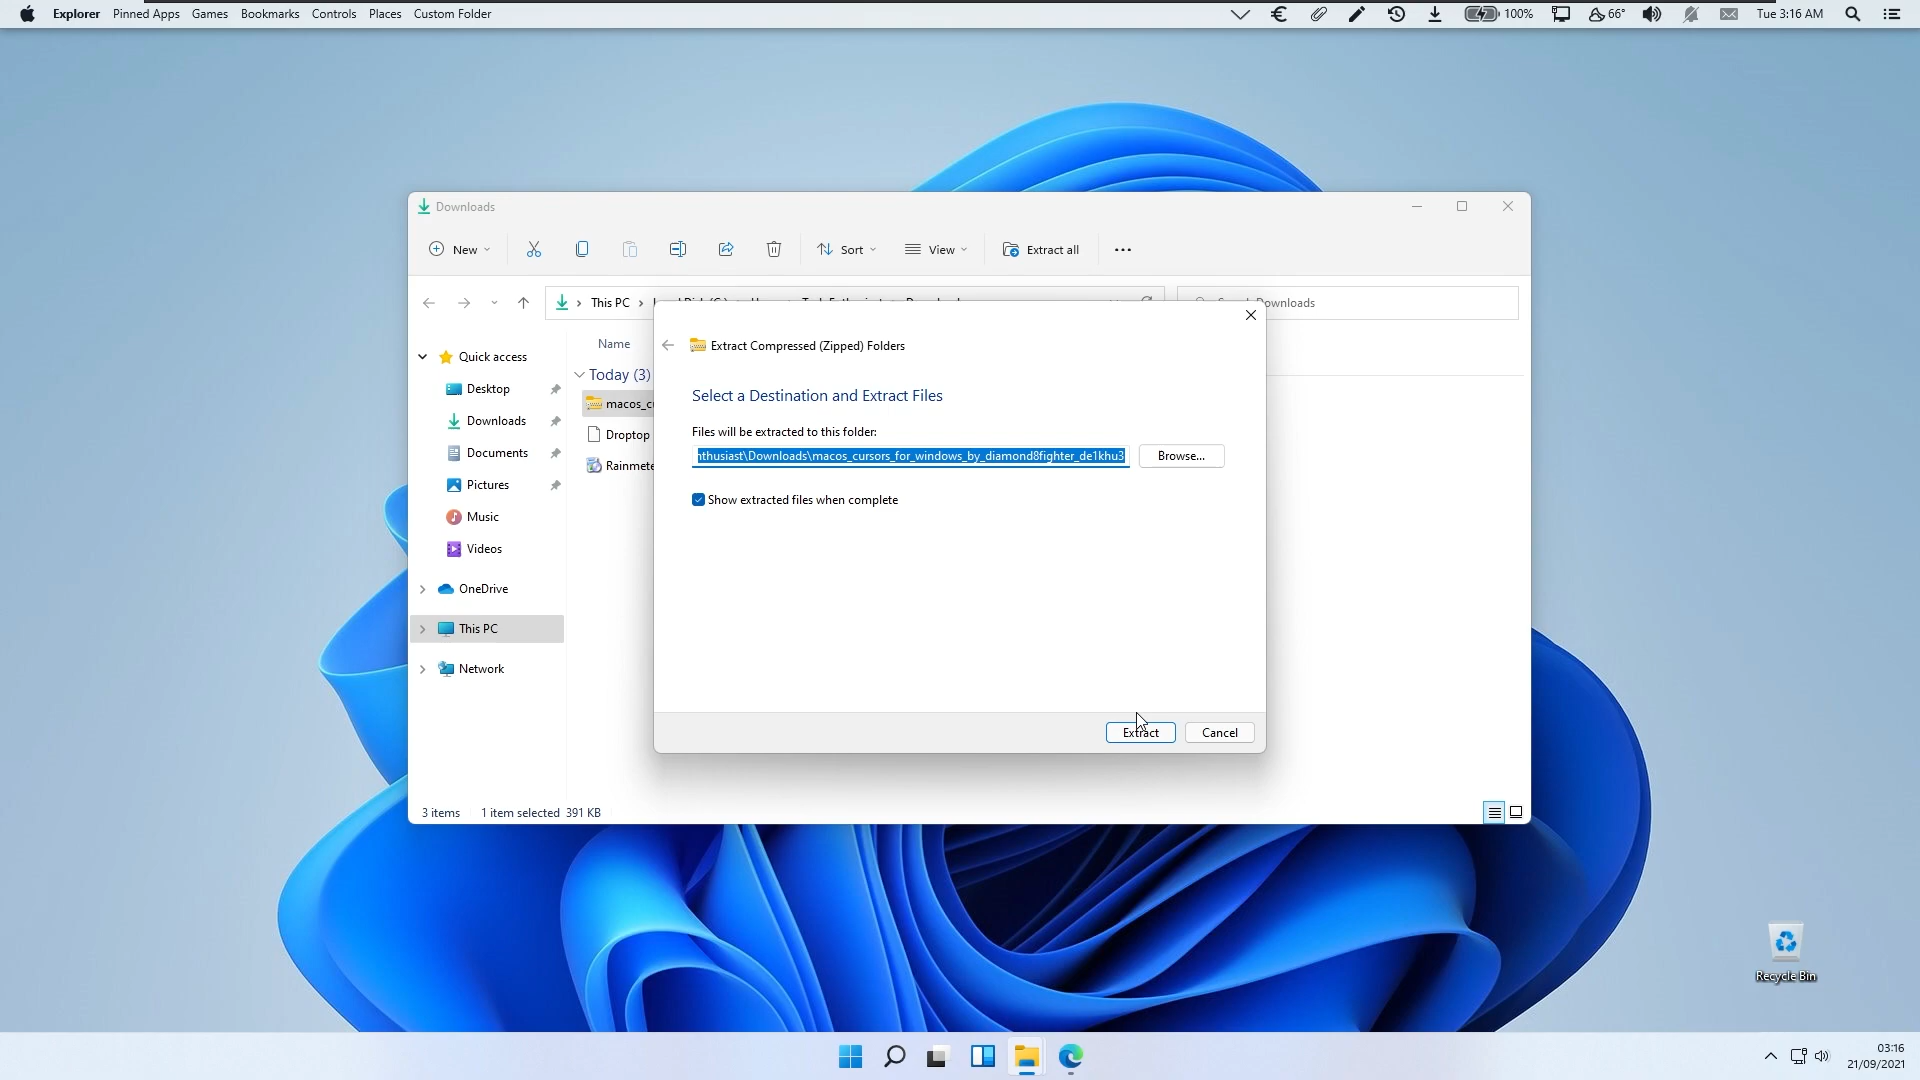 Explorer Pinned Apps Games Bookmarks Controls Places Custom Folder
100% 66° Tue 3:16 AM
Downloads
New Sort View Extract all
This PC Downloads
Name
Extract Compressed (Zipped) Folders
Quick access
Today (3)
Desktop
Select a Destination and Extract Files
macos_c
Downloads
Files will be extracted to this folder:
Droptop
Documents
nthusiast\Downloads\macos_cursors_for_windows_by_diamond8fighter_de1khu3 Browse...
Rainmete
Pictures
Show extracted files when complete
Music
Videos
OneDrive
This PC
Network
Extract Cancel
3 items 1 item selected 391 KB
Recycle Bin
03:16
21/09/2021